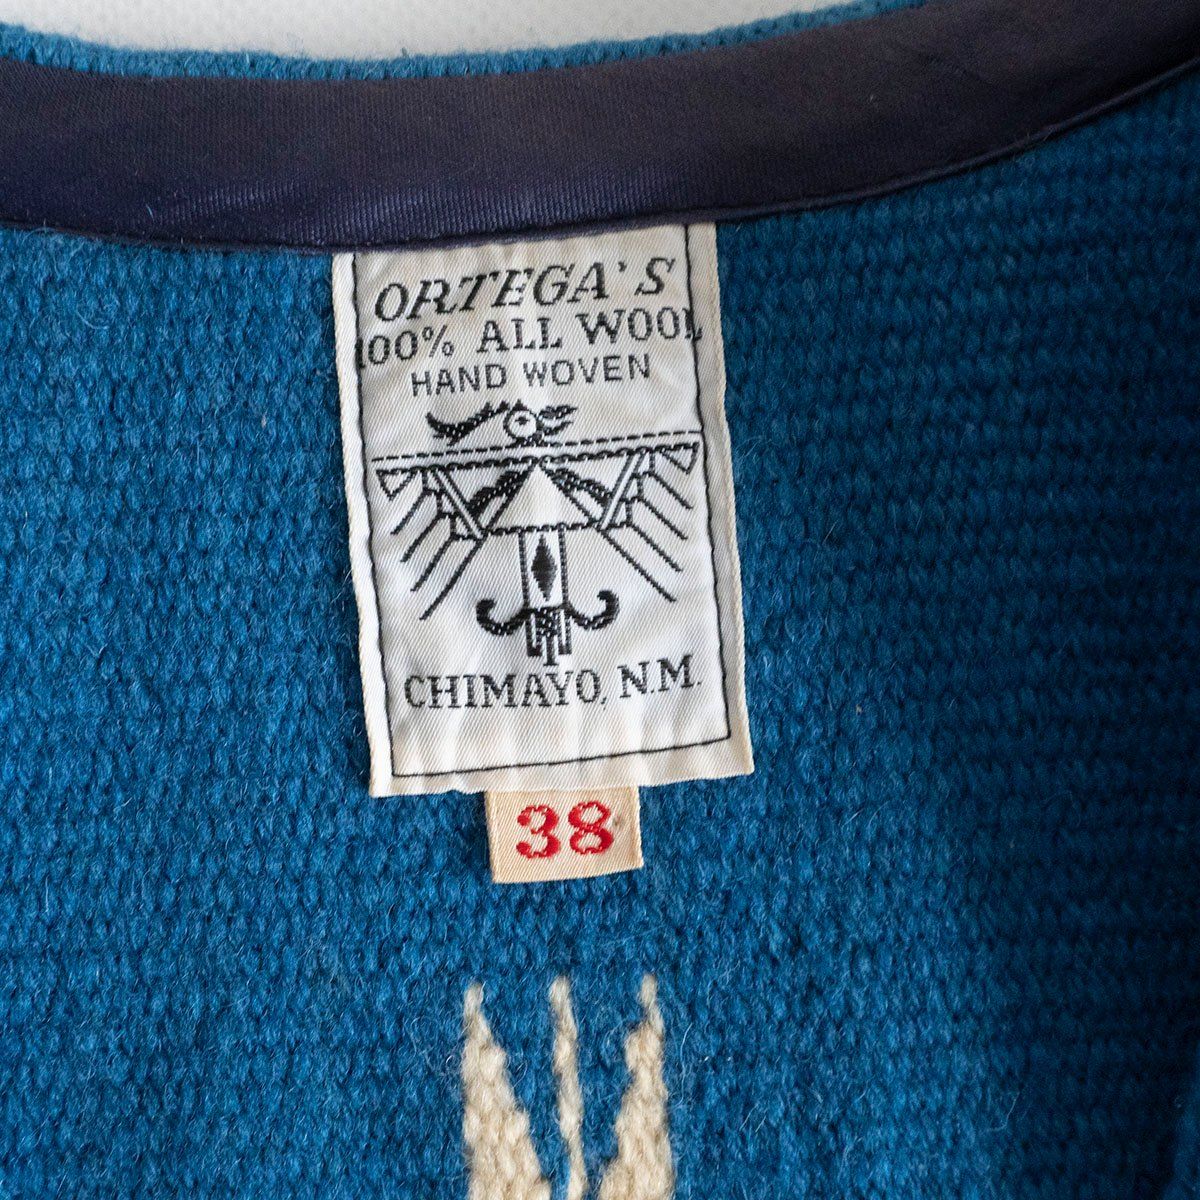 ORTEGA'S
100% ALL WOOL
HAND WOVEN
CHIMAYO, N.M.
38